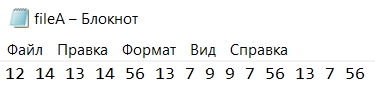 fileA – Блокнот
Файл Правка Формат Вид Справка
12 14 13 14 56 13 7 9 9 7 56 13 7 56